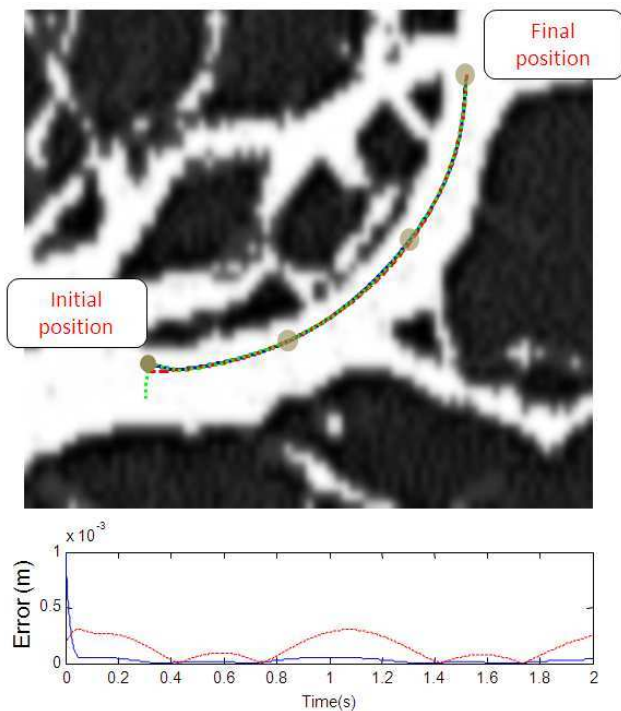 Final
position
Initial
position
x 10^-3
1
0.5
0
Error (m)
0 0.2 0.4 0.6 0.8 1 1.2 1.4 1.6 1.8 2
Time(s)